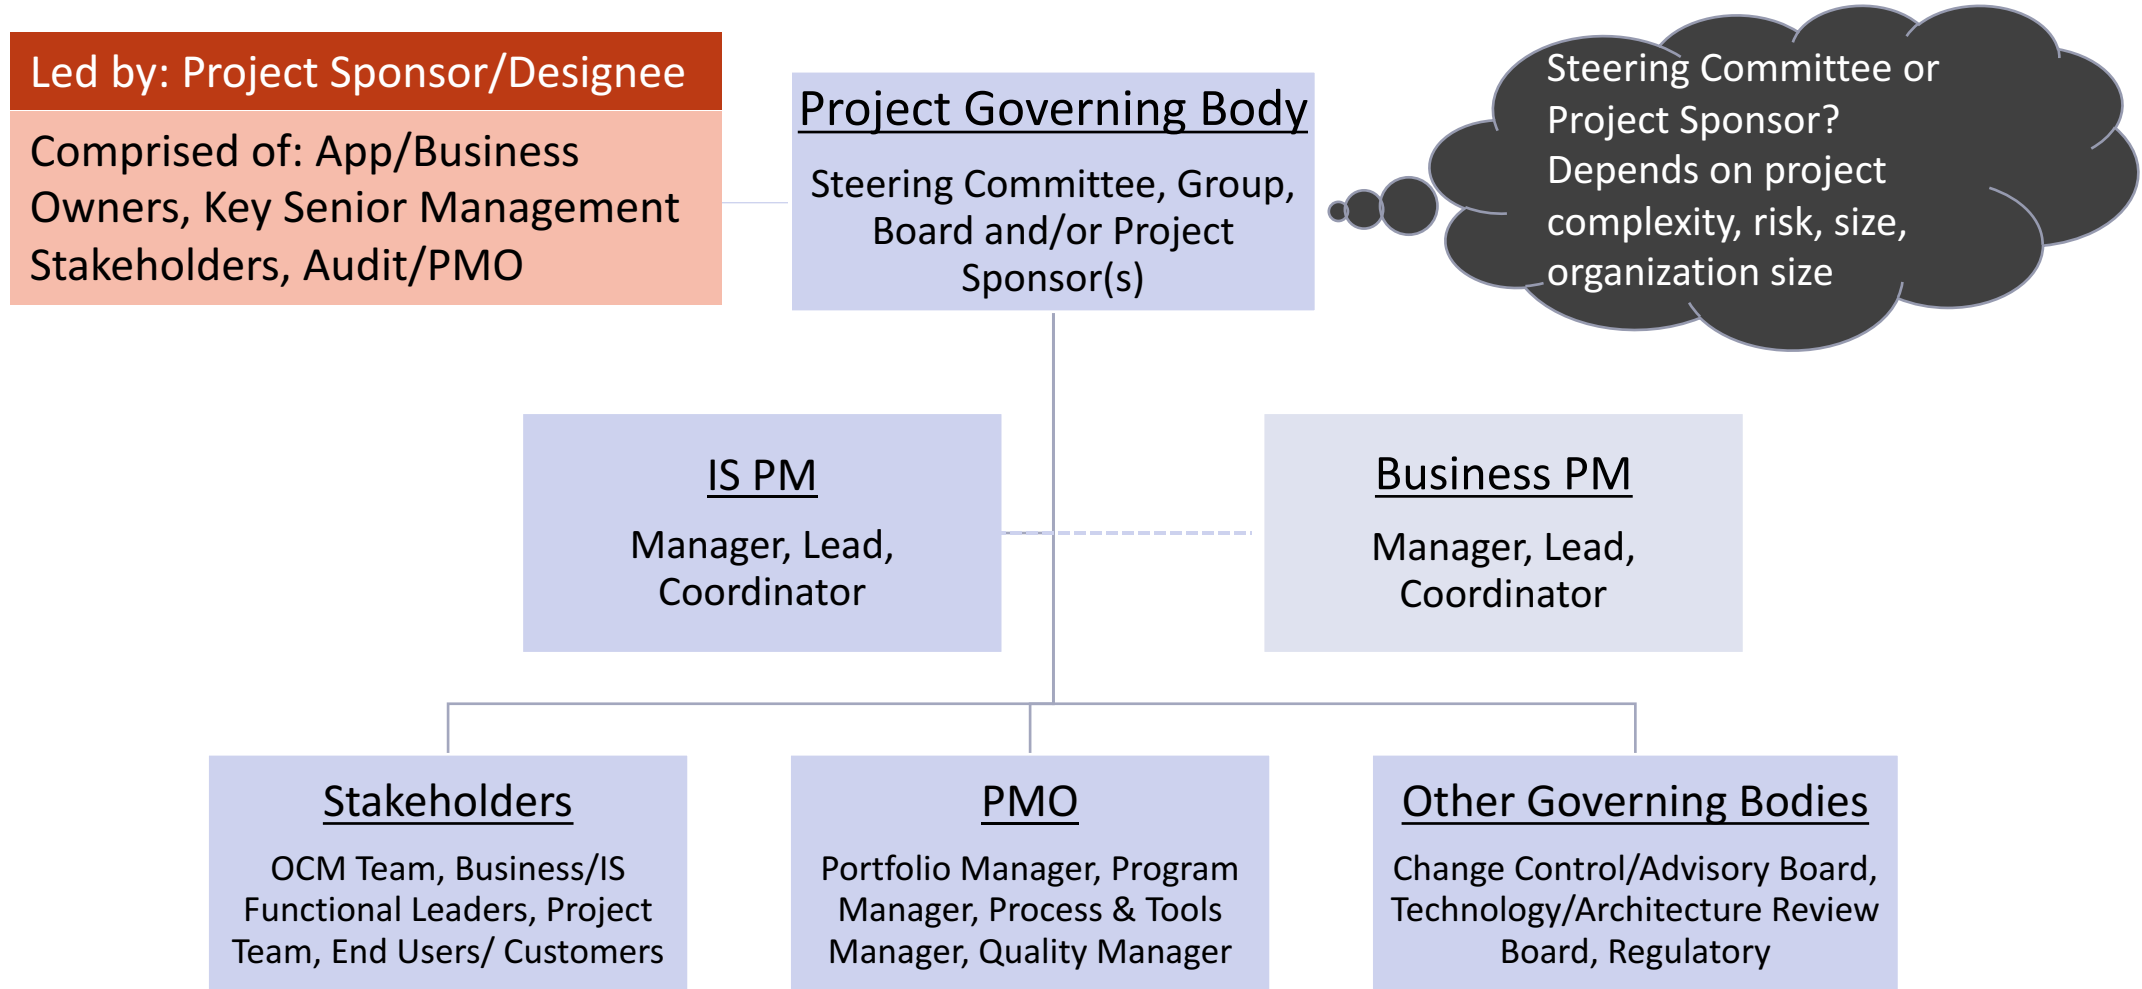 Led by: Project Sponsor/Designee
Comprised of: App/Business
Owners, Key Senior Management
Stakeholders, Audit/PMO
Project Governing Body
Steering Committee, Group,
Board and/or Project
Sponsor(s)
Steering Committee or
Project Sponsor?
Depends on project
complexity, risk, size,
organization size
IS PM
Manager, Lead,
Coordinator
Business PM
Manager, Lead,
Coordinator
Stakeholders
OCM Team, Business/IS
Functional Leaders, Project
Team, End Users/ Customers
PMO
Portfolio Manager, Program
Manager, Process & Tools
Manager, Quality Manager
Other Governing Bodies
Change Control/Advisory Board,
Technology/Architecture Review
Board, Regulatory